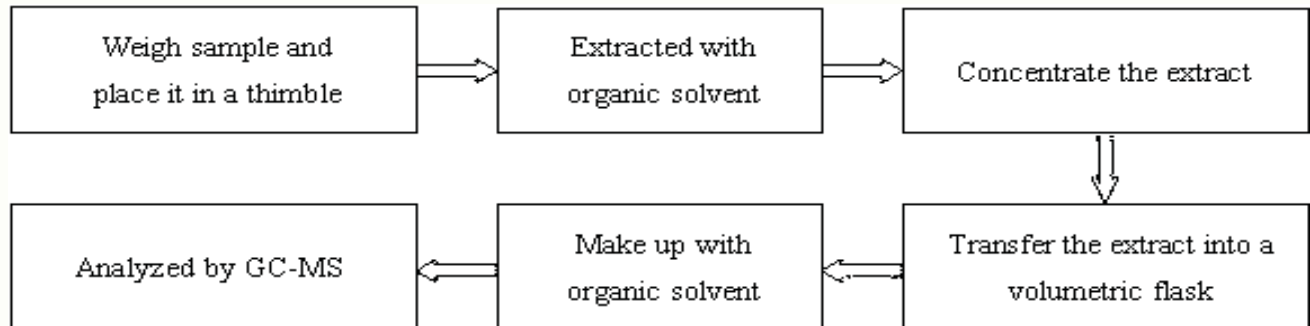 Weigh sample and
place it in a thimble
Extracted with
organic solvent
Concentrate the extract
Transfer the extract into a
volumetric flask
Make up with
organic solvent
Analyzed by GC-MS